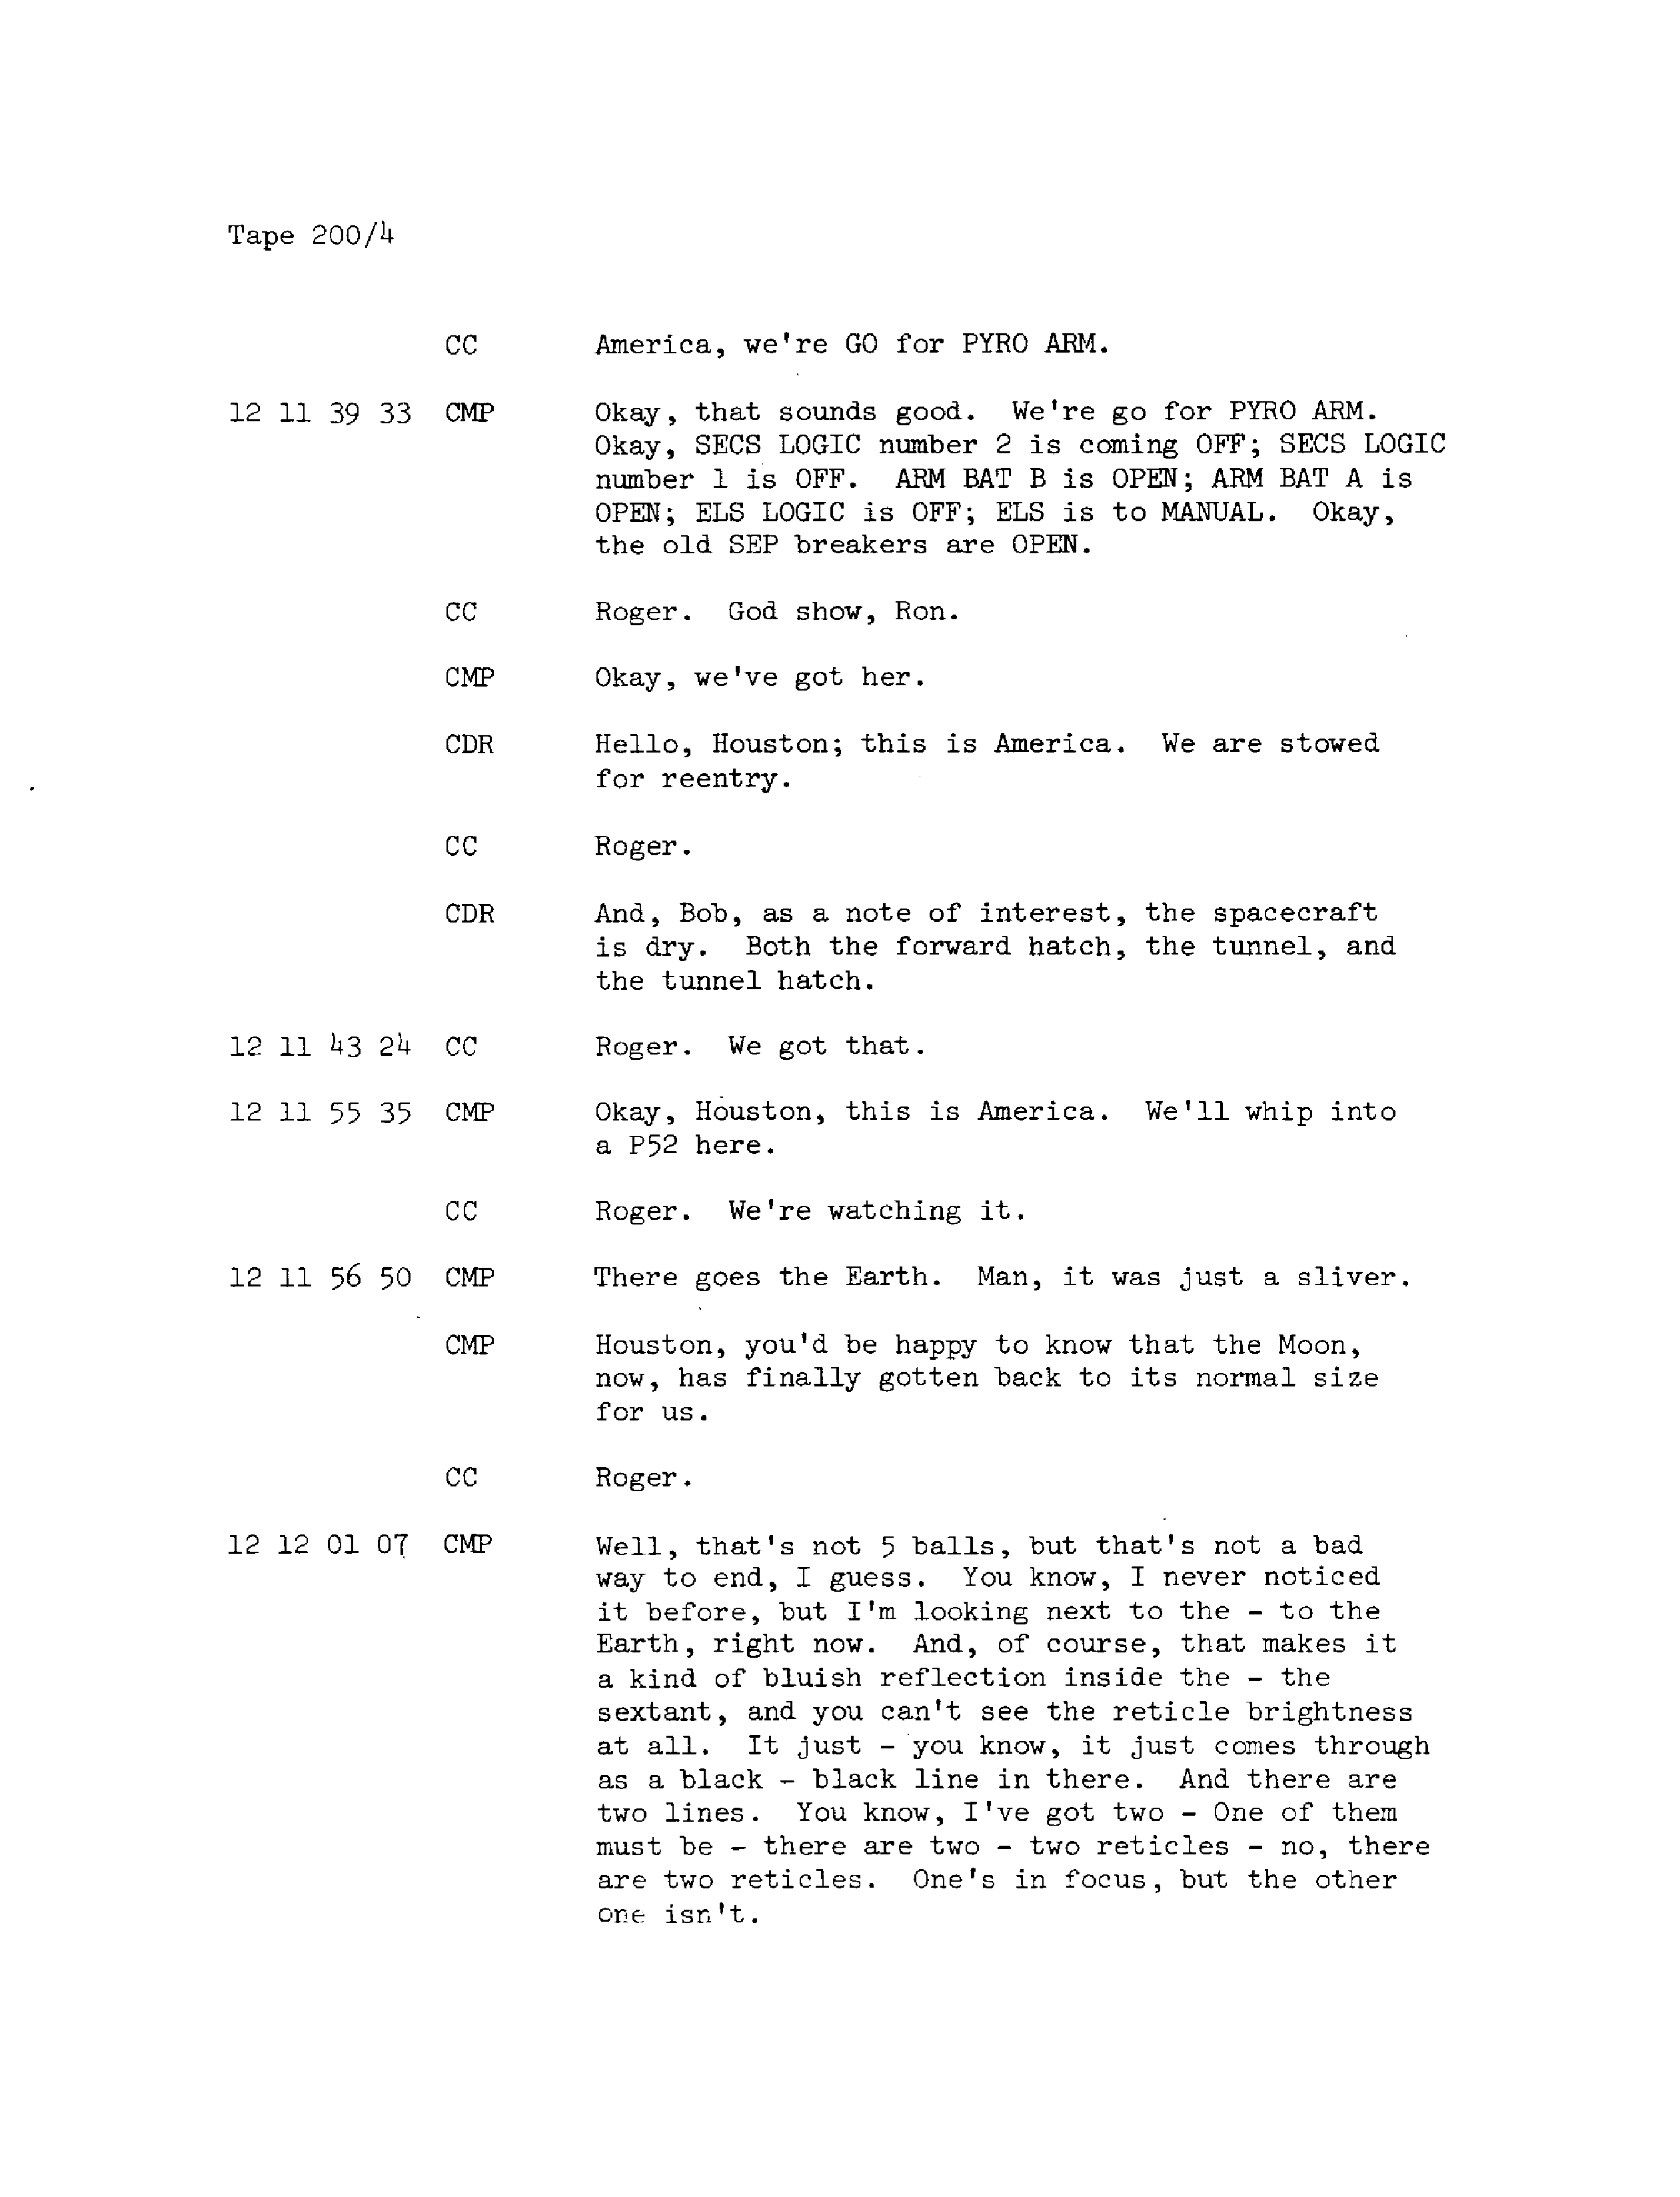 Tape 200/4
CC America, we're GO for PYRO ARM.
12 11 39 33 CMP Okay, that sounds good. We're go for PYRO ARM.
Okay, SECS LOGIC number 2 is coming OFF; SECS LOGIC
number 1 is OFF. ARM BAT B is OPEN; ARM BAT A is
OPEN; ELS LOGIC is OFF; ELS is to MANUAL. Okay,
the old SEP breakers are OPEN.
CC Roger. God show, Ron.
CMP Okay, we've got her.
CDR Hello, Houston; this is America. We are stowed
for reentry.
CC Roger.
CDR And, Bob, as a note of interest, the spacecraft
is dry. Both the forward hatch, the tunnel, and
the tunnel hatch.
12 11 43 24 CC Roger. We got that.
12 11 55 35 CMP Okay, Houston, this is America. We'll whip into
a P52 here.
CC Roger. We're watching it.
12 11 56 50 CMP There goes the Earth. Man, it was just a sliver.
CMP Houston, you'd be happy to know that the Moon,
now, has finally gotten back to its normal size
for us.
CC Roger.
12 12 01 07 CMP Well, that's not 5 balls, but that's not a bad
way to end, I guess. You know, I never noticed
it before, but I'm looking next to the - to the
Earth, right now. And, of course, that makes it
a kind of bluish reflection inside the - the
sextant, and you can't see the reticle brightness
at all. It just - you know, it just comes through
as a black - black line in there. And there are
two lines. You know, I've got two - One of them
must be - there are two - two reticles - no, there
are two reticles. One's in focus, but the other
one isn't.